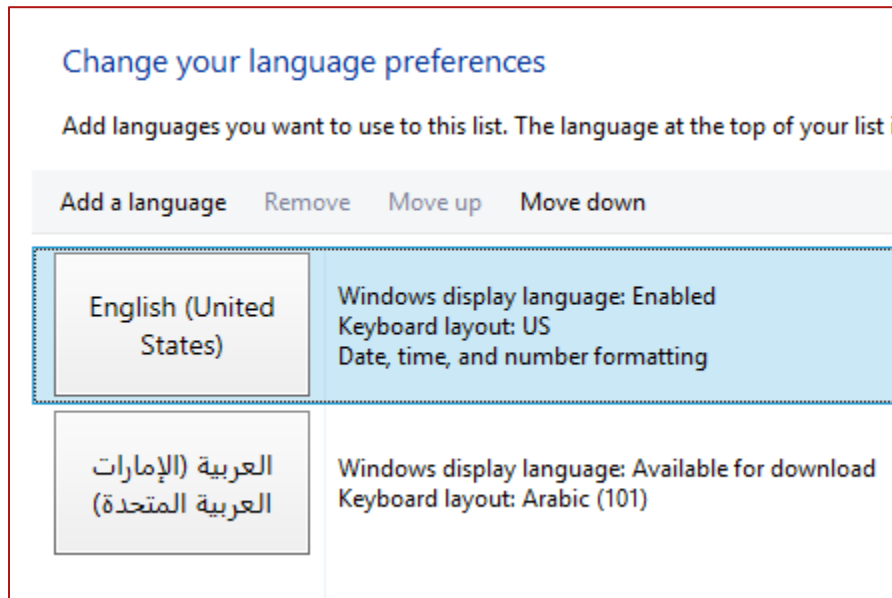 Change your language preferences
Add languages you want to use to this list. The language at the top of your list
Add a language Remove Move up Move down
English (United
States)
Windows display language: Enabled
Keyboard layout: US
Date, time, and number formatting
العربية (الإمارات
العربية المتحدة)
Windows display language: Available for download
Keyboard layout: Arabic (101)